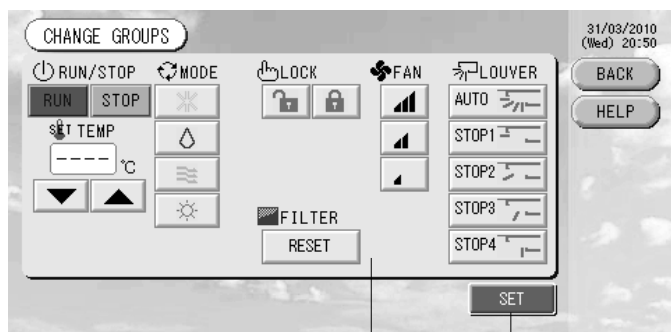 CHANGE GROUPS
31/03/2010
(Wed) 20:50
BACK
HELP
RUN/STOP
RUN STOP
SET TEMP
----°C
MODE
LOCK
FILTER
RESET
FAN
LOUVER
AUTO
STOP1
STOP2
STOP3
STOP4
SET